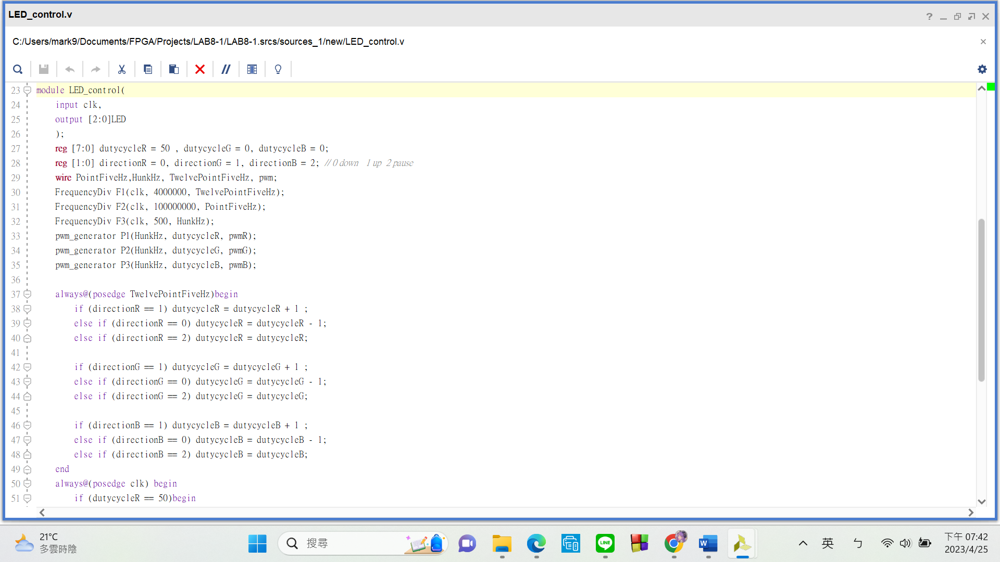 LED_control.v
C:/Users/mark9/Documents/FPGA/Projects/LAB8-1/LAB8-1.srcs/sources_1/new/LED_control.v
23 module LED_control(
24 input clk,
25 output [2:0]LED
26 );
27 reg [7:0] dutycycleR = 50 , dutycycleG = 0, dutycycleB = 0;
28 reg [1:0] directionR = 0, directionG = 1, directionB = 2; // 0 down 1 up 2 pause
29 wire PointFiveHz,HunkHz, TwelvePointFiveHz, pwm;
30 FrequencyDiv F1(clk, 4000000, TwelvePointFiveHz);
31 FrequencyDiv F2(clk, 100000000, PointFiveHz);
32 FrequencyDiv F3(clk, 500, HunkHz);
33 pwm_generator P1(HunkHz, dutycycleR, pwmR);
34 pwm_generator P2(HunkHz, dutycycleG, pwmG);
35 pwm_generator P3(HunkHz, dutycycleB, pwmB);
36
37 always@(posedge TwelvePointFiveHz)begin
38 if (directionR == 1) dutycycleR = dutycycleR + 1 ;
39 else if (directionR == 0) dutycycleR = dutycycleR - 1;
40 else if (directionR == 2) dutycycleR = dutycycleR;
41
42 if (directionG == 1) dutycycleG = dutycycleG + 1 ;
43 else if (directionG == 0) dutycycleG = dutycycleG - 1;
44 else if (directionG == 2) dutycycleG = dutycycleG;
45
46 if (directionB == 1) dutycycleB = dutycycleB + 1 ;
47 else if (directionB == 0) dutycycleB = dutycycleB - 1;
48 else if (directionB == 2) dutycycleB = dutycycleB;
49 end
50 always@(posedge clk) begin
51 if (dutycycleR == 50)begin
21°C
多雲時陰
搜尋
LINE
W
英
ㄅ
下午 07:42
2023/4/25